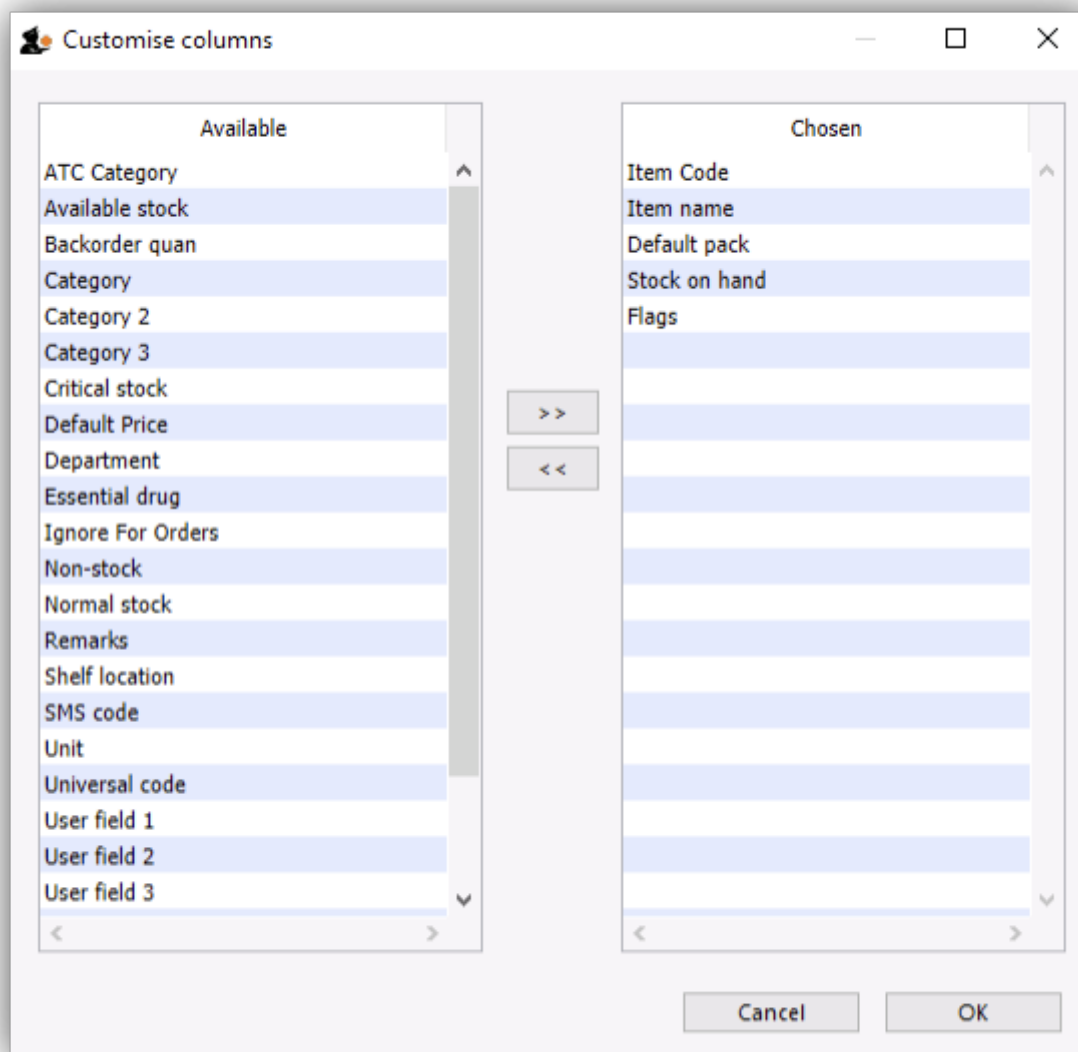 Customise columns
Available
ATC Category
Available stock
Backorder quan
Category
Category 2
Category 3
Critical stock
Default Price
Department
Essential drug
Ignore For Orders
Non-stock
Normal stock
Remarks
Shelf location
SMS code
Unit
Universal code
User field 1
User field 2
User field 3
>>
<<
Chosen
Item Code
Item name
Default pack
Stock on hand
Flags
Cancel
OK